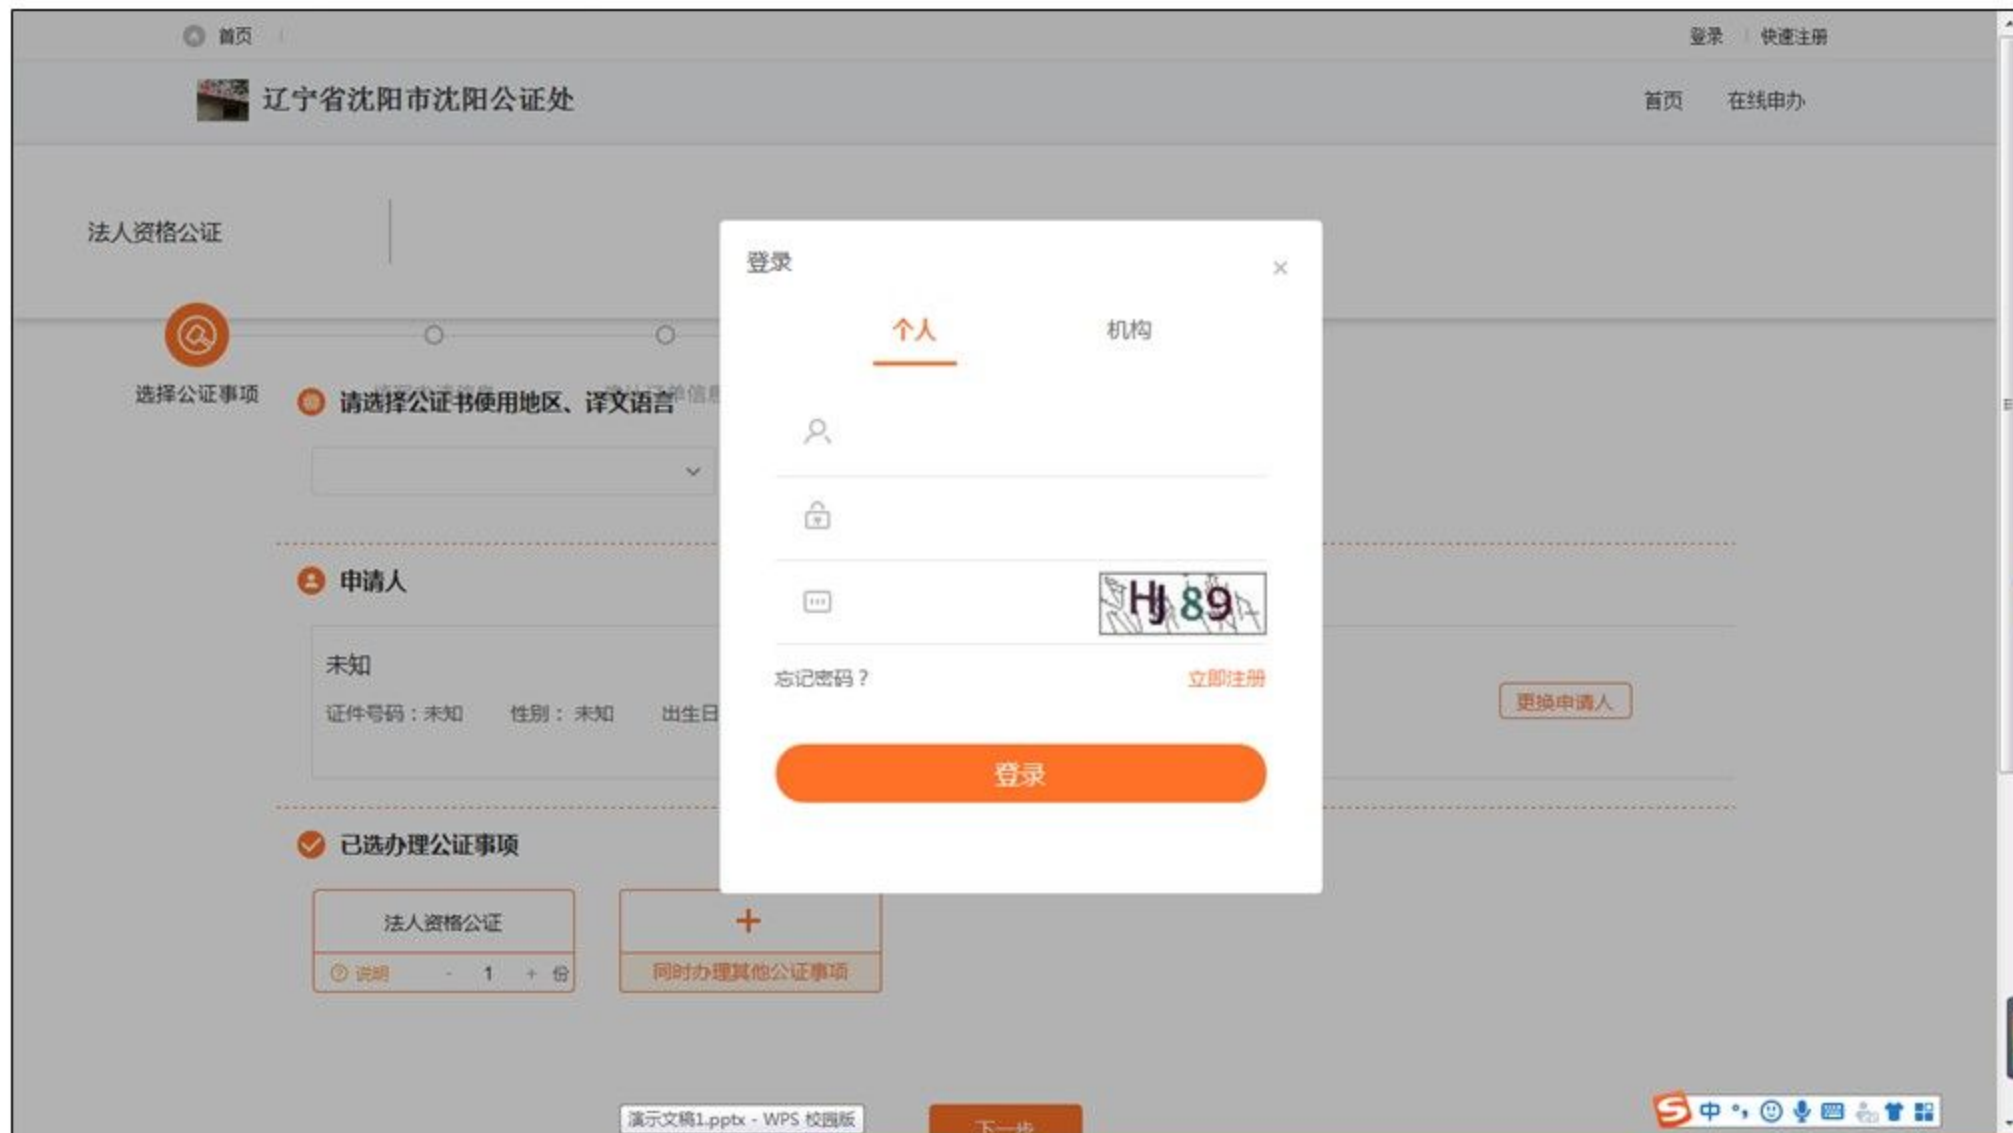 首页
登录 快速注册
辽宁省沈阳市沈阳公证处
首页 在线申办
法人资格公证
登录 ×
个人 机构
选择公证事项
请选择公证书使用地区、译文语言
申请人
HJ89
未知
忘记密码？ 立即注册
证件号码：未知 性别：未知 出生日
更换申请人
登录
已选办理公证事项
法人资格公证 +
说明 - 1 + 份 同时办理其他公证事项
演示文稿1.pptx - WPS 校园版
下一步
中